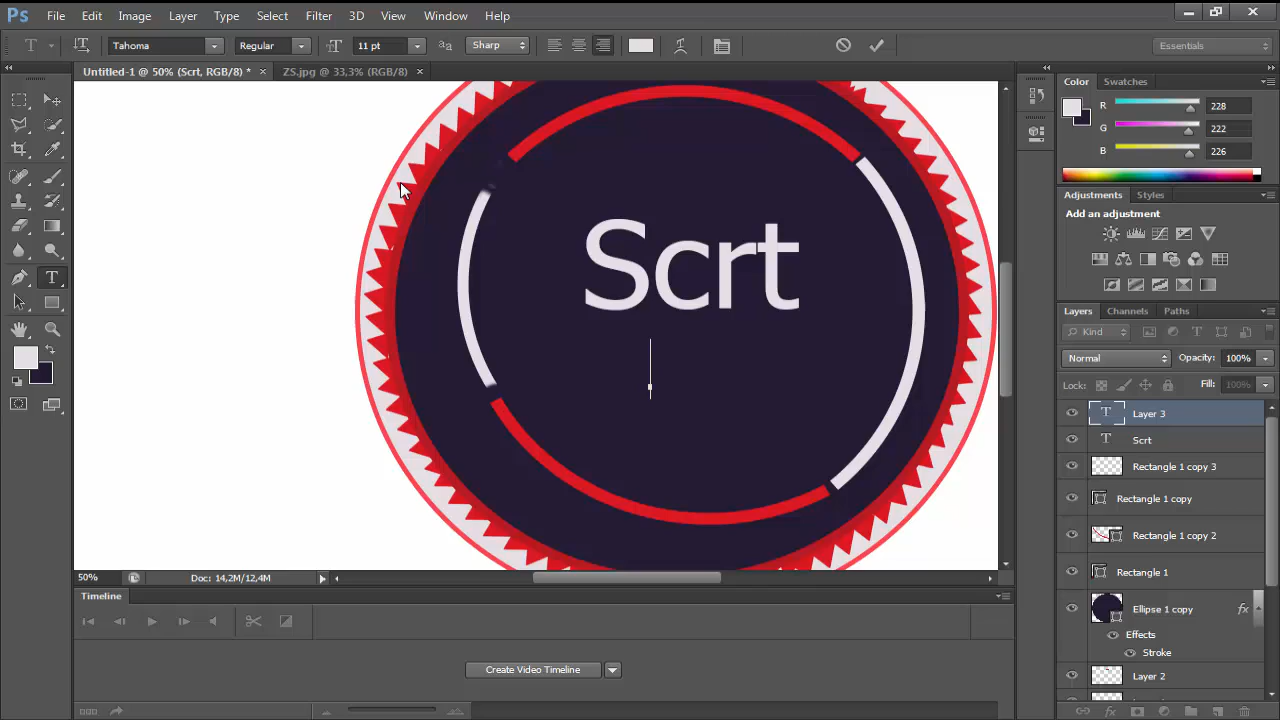 Ps File Edit Image Layer Type Select Filter 3D View Window Help
T Tahoma Regular 11 pt aa Sharp Essentials
Untitled-1 @ 50% (Scrt, RGB/8) * × ZS.jpg @ 33,3% (RGB/8) ×
Color Swatches
R 228
G 222
B 226
Adjustments Styles
Add an adjustment
Scrt
Layers Channels Paths
Kind
Normal Opacity: 100%
Lock: Fill: 100%
T Layer 3
T Scrt
Rectangle 1 copy 3
Rectangle 1 copy
Rectangle 1 copy 2
Rectangle 1
Ellipse 1 copy fx
Effects
Stroke
Layer 2
50% Doc: 14,2M/12,4M
Timeline
Create Video Timeline